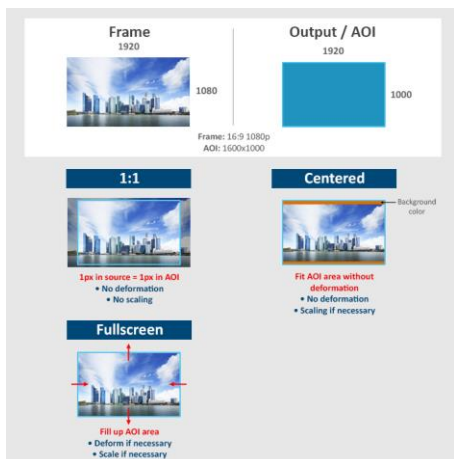 Frame
1920
1080
Output / AOI
1920
1000
Frame: 16:9 1080p
AOI: 1600x1000
1:1
1px in source = 1px in AOI
• No deformation
• No scaling
Centered
Background
color
Fit AOI area without
deformation
• No deformation
• Scaling if necessary
Fullscreen
Fill up AOI area
• Deform if necessary
• Scale if necessary